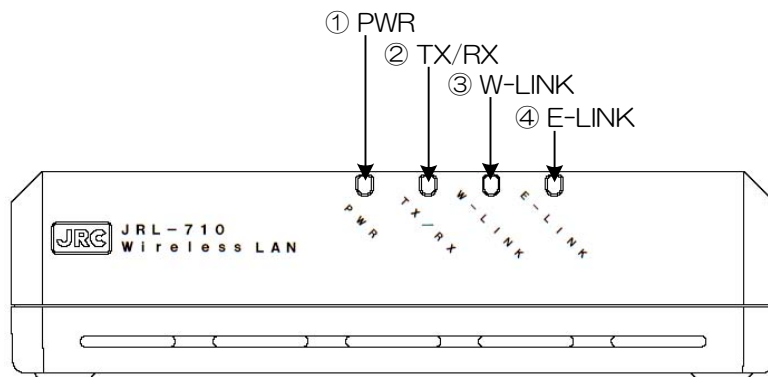 ① PWR
② TX/RX
③ W-LINK
④ E-LINK
PWR
TX/RX
W-LINK
E-LINK
JRC
JRL-710
Wireless LAN